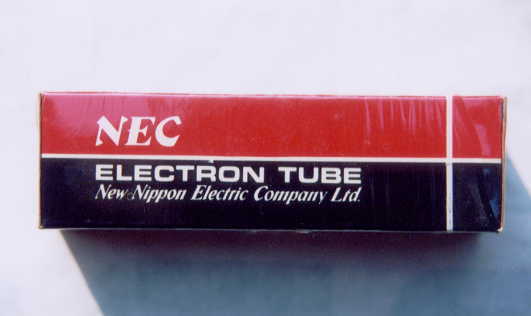 NEC
ELECTRON TUBE
New Nippon Electric Company Ltd.